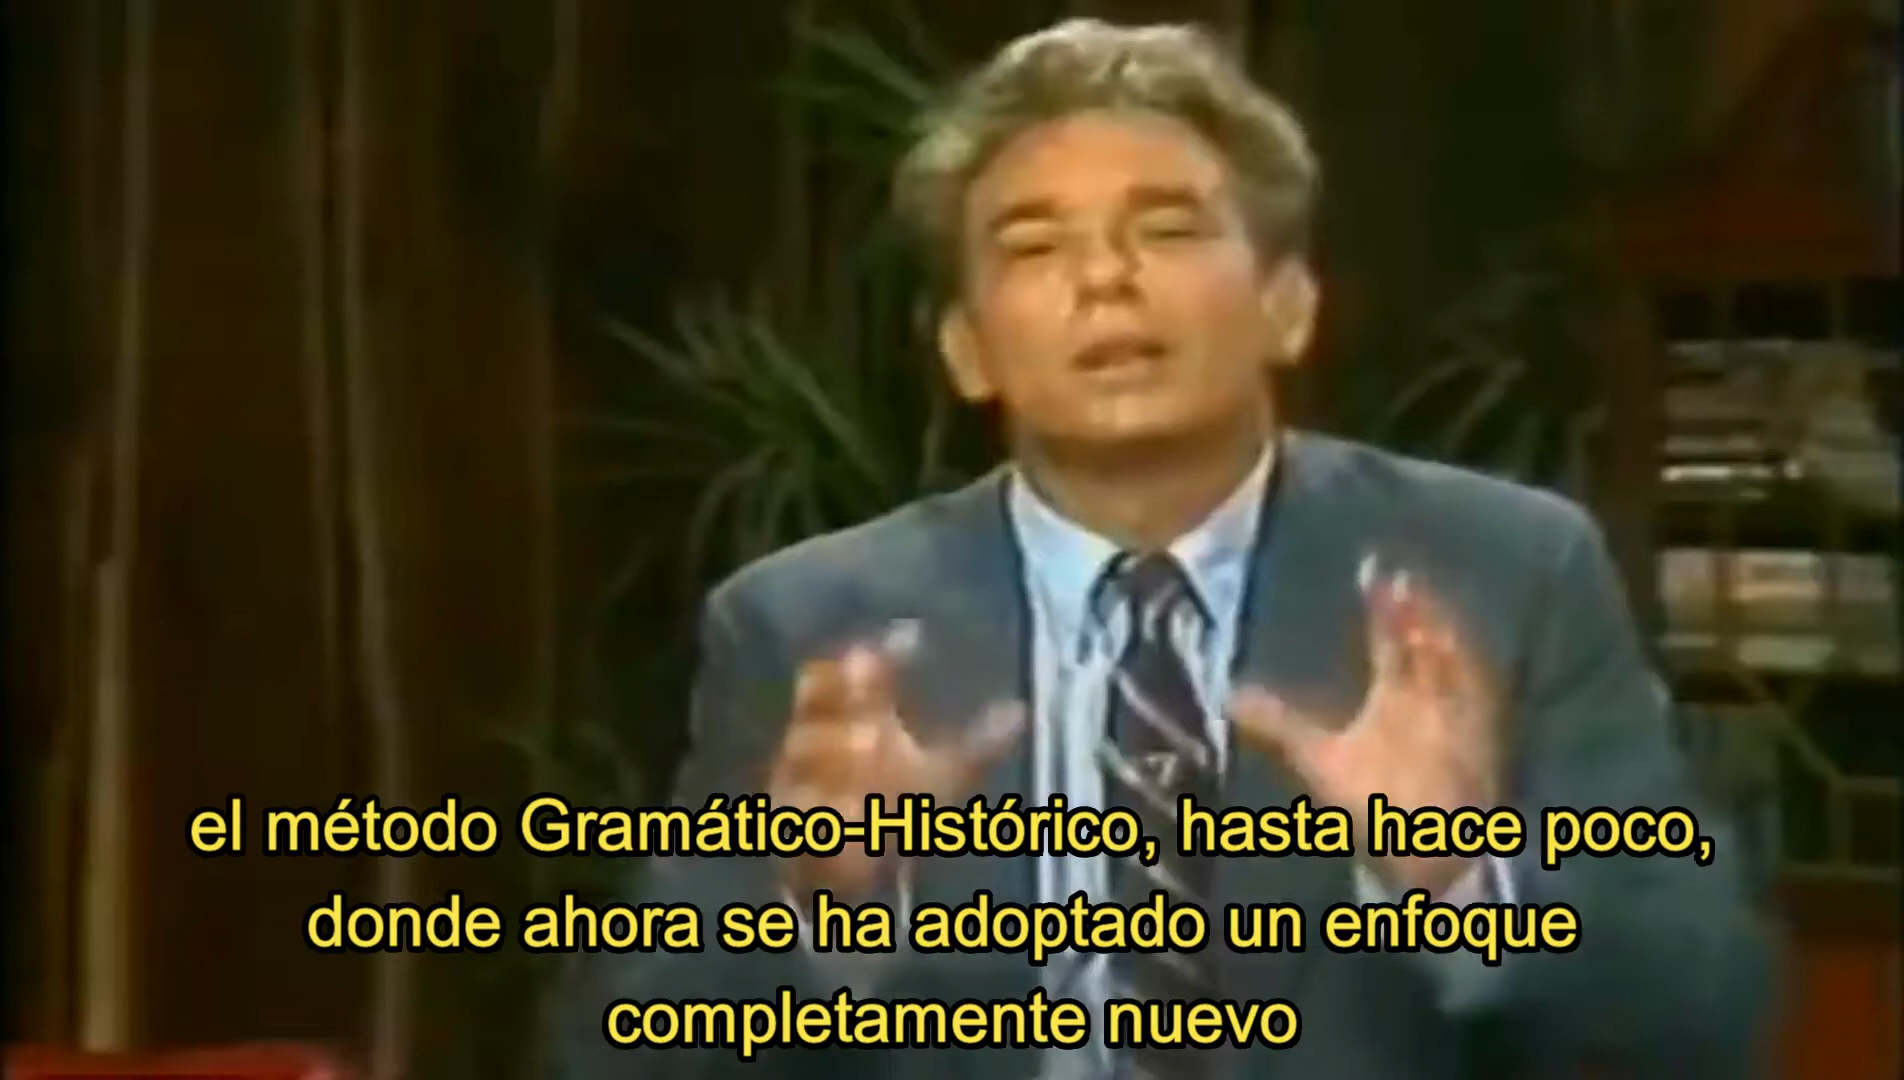 el método Gramático-Histórico, hasta hace poco,
donde ahora se ha adoptado un enfoque
completamente nuevo